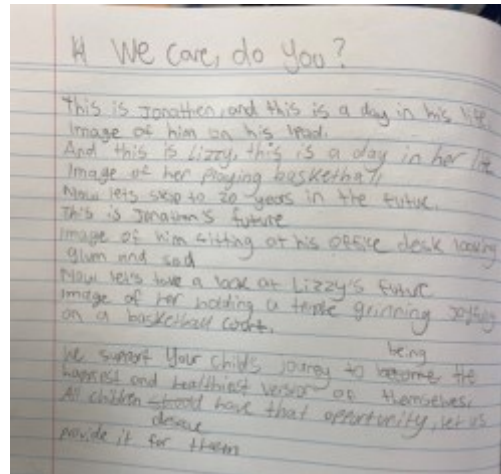 H We care, do you?
This is Jonathen, and this is a day in his life
Image of him on his Ipad.
And this is Lizzy, this is a day in her life
Image of her playing basketball
Now lets skip to 20 years in the future.
This is Jonathan's future
Image of him sitting at his office desk looking
glum and sad
Now let's take a look at Lizzy's future
Image of her holding a grinning joyfully
on a basketball court.
being
We support your child's jourey to become the
happiest and healthiest version of themselves.
All children should have that opportunity, let us
deserve
provide it for them